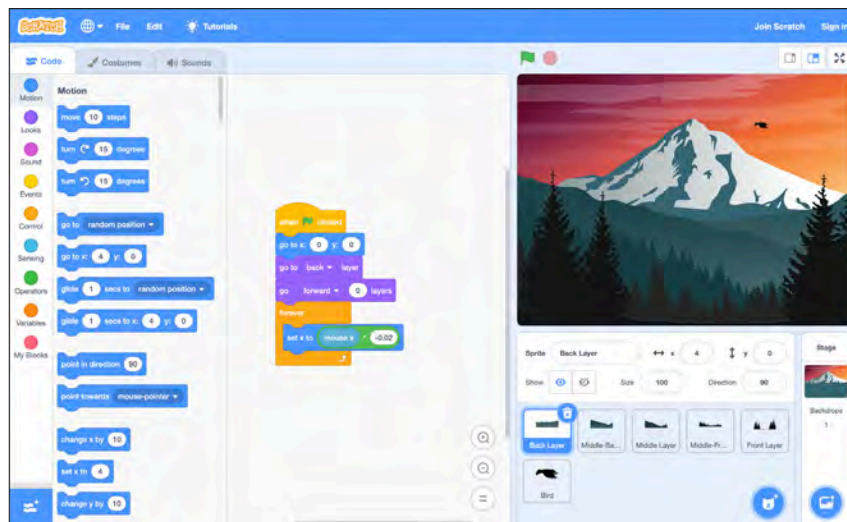 SCRATCH File Edit Tutorials Join Scratch Sign in
Code Costumes Sounds
Motion
Looks
Sound
Events
Control
Sensing
Operators
Variables
My Blocks
Motion
move 10 steps
turn 15 degrees
turn 15 degrees
go to random position
go to x: 4 y: 0
glide 1 secs to random position
glide 1 secs to x: 4 y: 0
point in direction 90
point towards mouse-pointer
change x by 10
set x to 4
change y by 10
when clicked
go to x: 0 y: 0
go to back layer
go forward 0 layers
forever
set x to mouse x * -0.02
Sprite Back Layer x 4 y 0
Show Size 100 Direction 90
Back Layer Middle-Ba... Middle Layer Middle-Fr... Front Layer
Bird
Stage
Backdrops
1